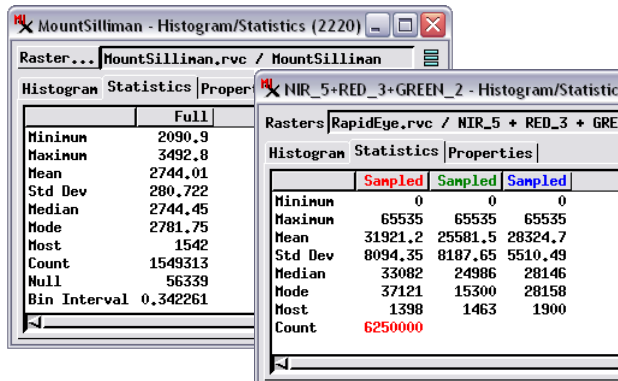 MountSilliman - Histogram/Statistics (2220)
Raster... MountSilliman.rvc / MountSilliman
Histogram Statistics Proper
Full
Minimum 2090.9
Maximum 3492.8
Mean 2744.01
Std Dev 280.722
Median 2744.45
Mode 2781.75
Most 1542
Count 1549313
Null 56339
Bin Interval 0.342261
NIR_5+RED_3+GREEN_2 - Histogram/Statistic
Rasters RapidEye.rvc / NIR_5 + RED_3 + GRE
Histogram Statistics Properties
Sampled Sampled Sampled
Minimum 0 0 0
Maximum 65535 65535 65535
Mean 31921.2 25581.5 28324.7
Std Dev 8094.35 8187.65 5510.49
Median 33082 24986 28146
Mode 37121 15300 28158
Most 1398 1463 1900
Count 6250000